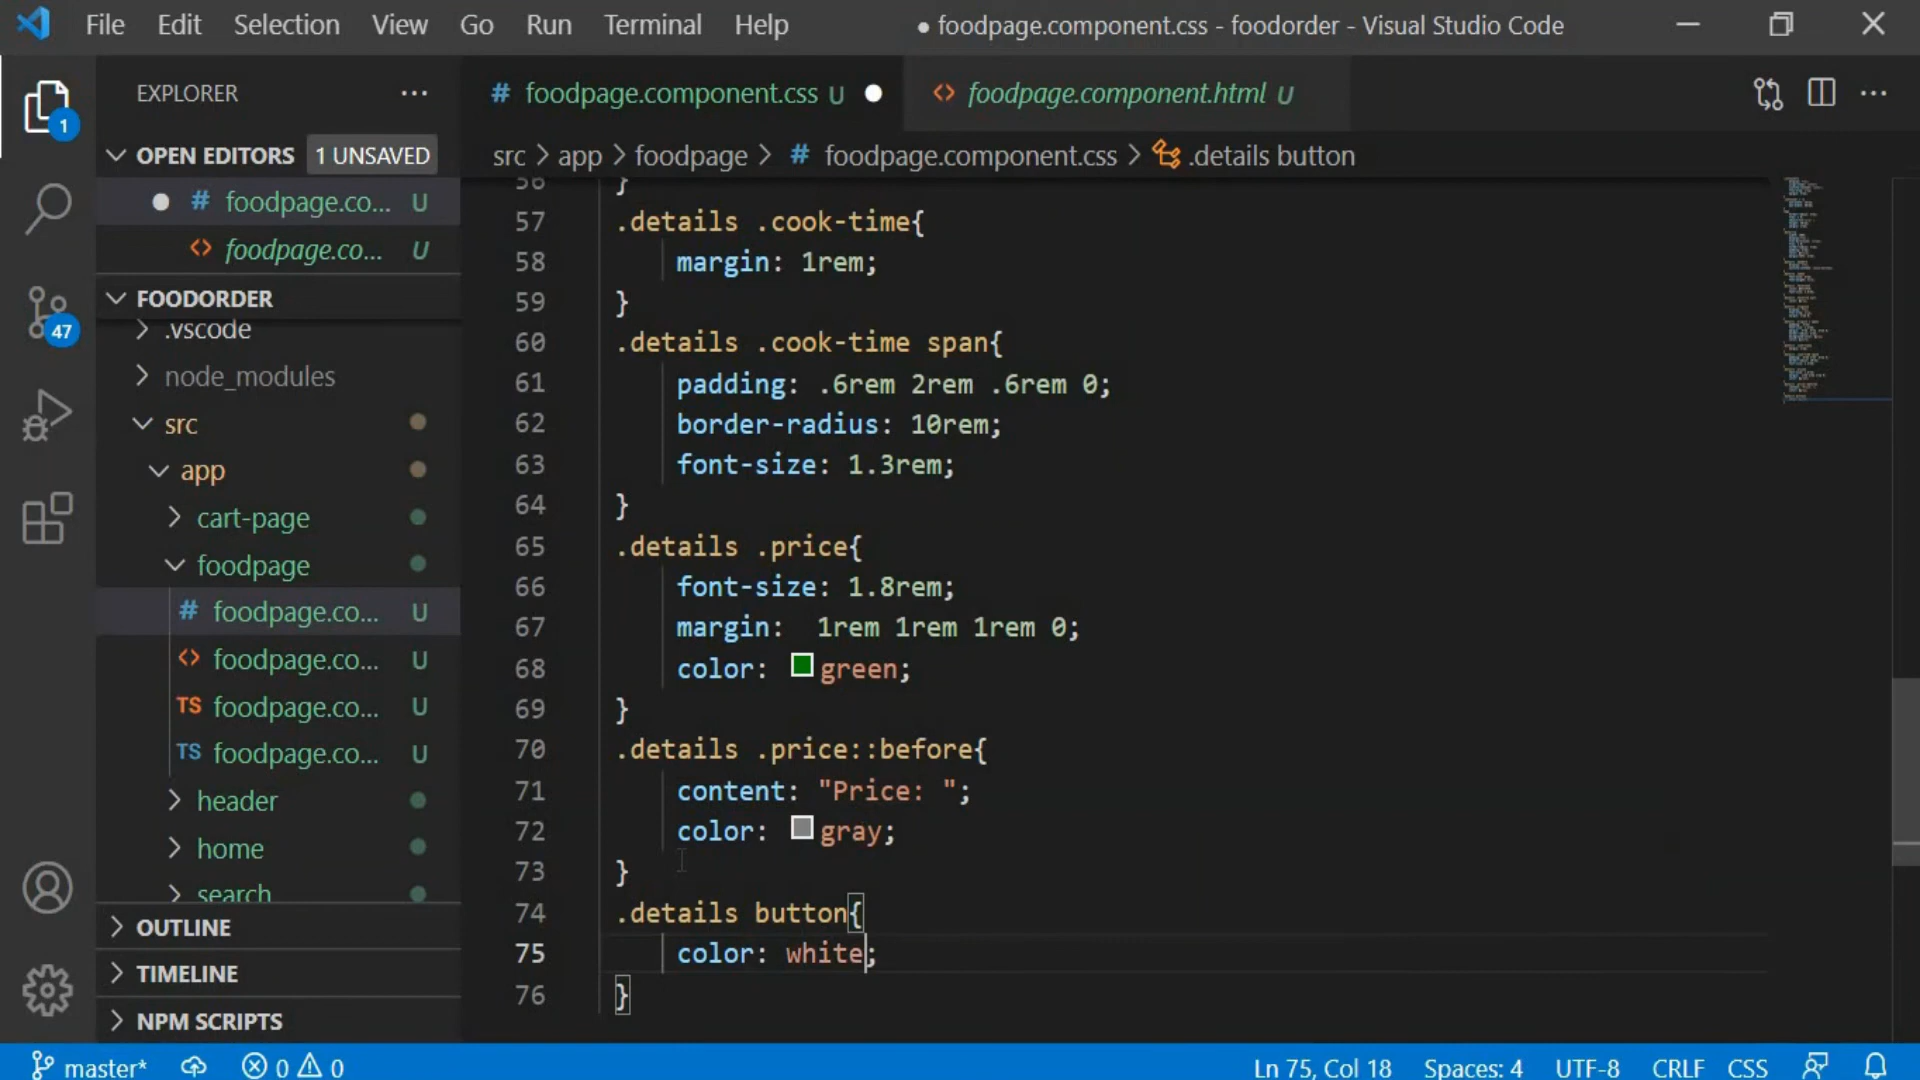 File Edit Selection View Go Run Terminal Help ● foodpage.component.css - foodorder - Visual Studio Code
EXPLORER ···
# foodpage.component.css U ●
<> foodpage.component.html U
OPEN EDITORS 1 UNSAVED
● # foodpage.co... U
<> foodpage.co... U
1
47
FOODORDER
.vscode
node_modules
src
app
cart-page
foodpage
# foodpage.co... U
<> foodpage.co... U
TS foodpage.co... U
TS foodpage.co... U
header
home
search
OUTLINE
TIMELINE
NPM SCRIPTS
src > app > foodpage > # foodpage.component.css > .details button
56 }
57 .details .cook-time{
58 margin: 1rem;
59 }
60 .details .cook-time span{
61 padding: .6rem 2rem .6rem 0;
62 border-radius: 10rem;
63 font-size: 1.3rem;
64 }
65 .details .price{
66 font-size: 1.8rem;
67 margin:  1rem 1rem 1rem 0;
68 color: green;
69 }
70 .details .price::before{
71 content: "Price: ";
72 color: gray;
73 }
74 .details button{
75 color: white;
76 }
master* 0 0 Ln 75, Col 18 Spaces: 4 UTF-8 CRLF CSS